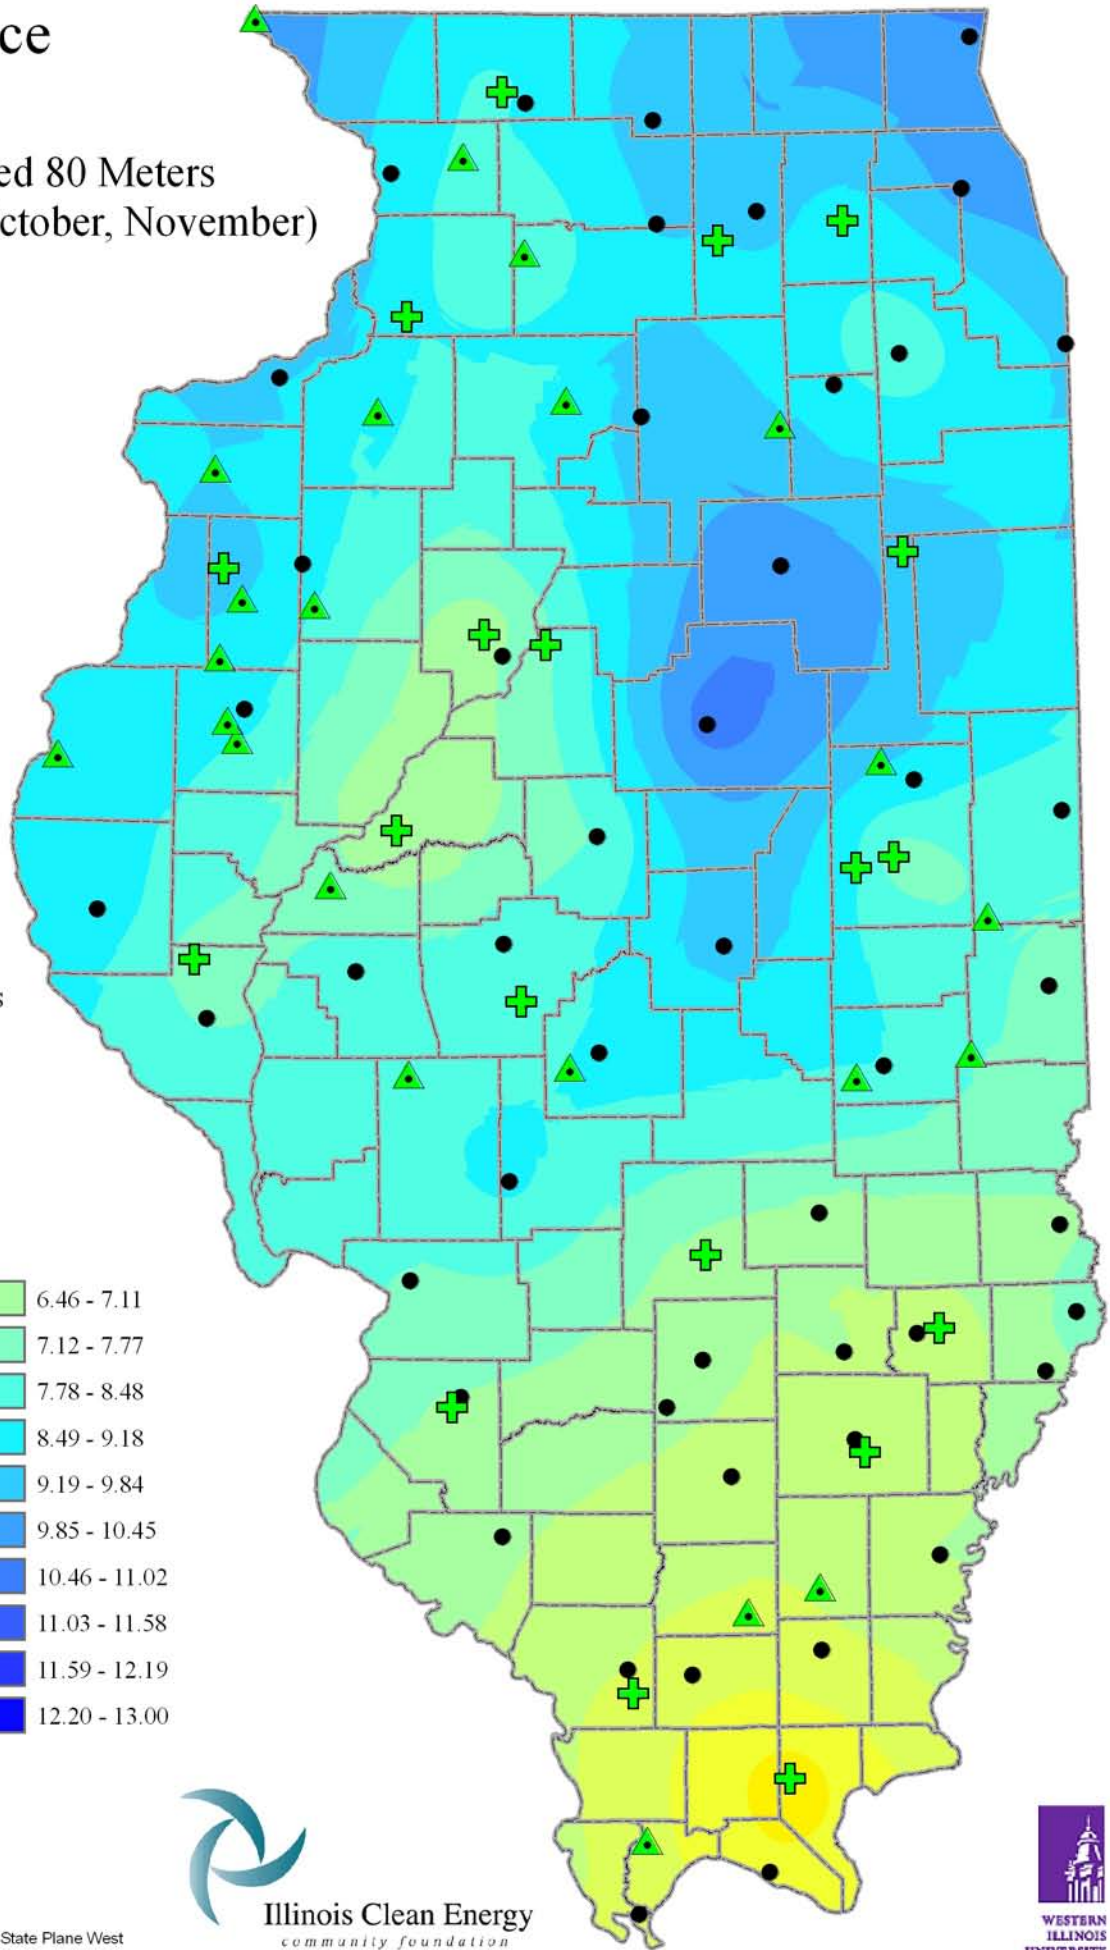 ce
ed 80 Meters
ctober, November)
s
6.46 - 7.11
7.12 - 7.77
7.78 - 8.48
8.49 - 9.18
9.19 - 9.84
9.85 - 10.45
10.46 - 11.02
11.03 - 11.58
11.59 - 12.19
12.20 - 13.00
Illinois Clean Energy
community foundation
State Plane West
WESTERN
ILLINOIS
UNIVERSITY